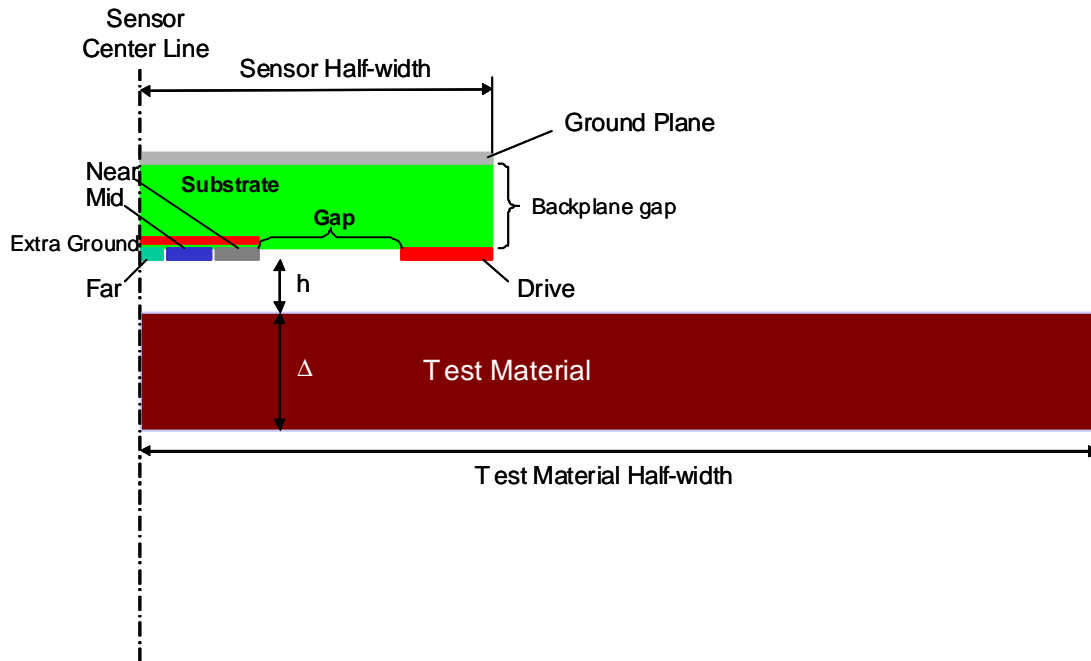 Sensor
Center Line
Sensor Half-width
Ground Plane
Near
Substrate
Mid
Backplane gap
Gap
Extra Ground
Far
h
Drive
Δ
Test Material
Test Material Half-width